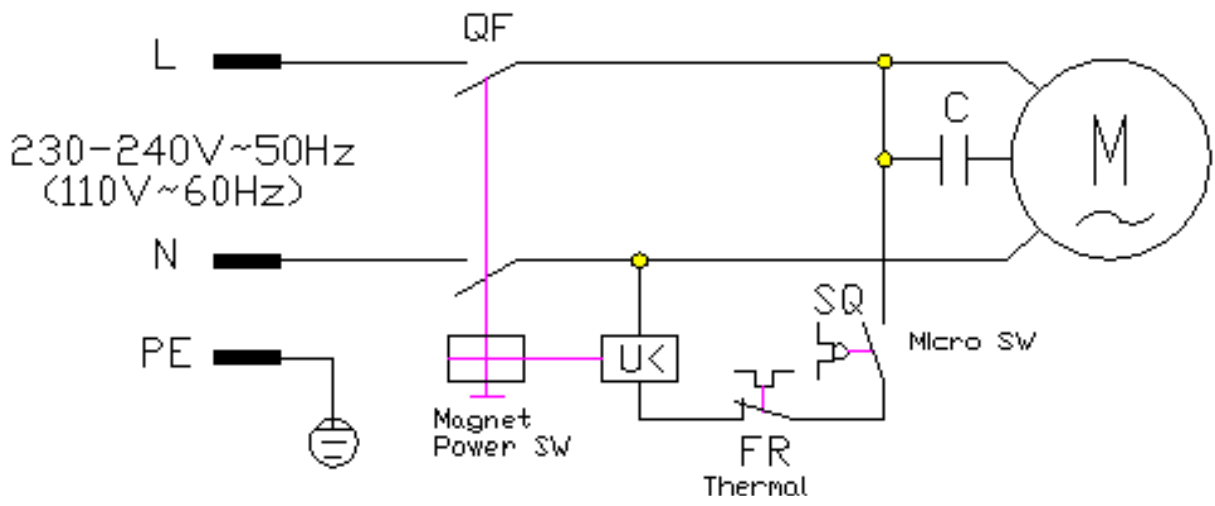 QF
L
C
M
230-240V~50Hz
(110V~60Hz)
N
SQ
Micro SW
PE
U<
Magnet
Power SW
FR
Thermal